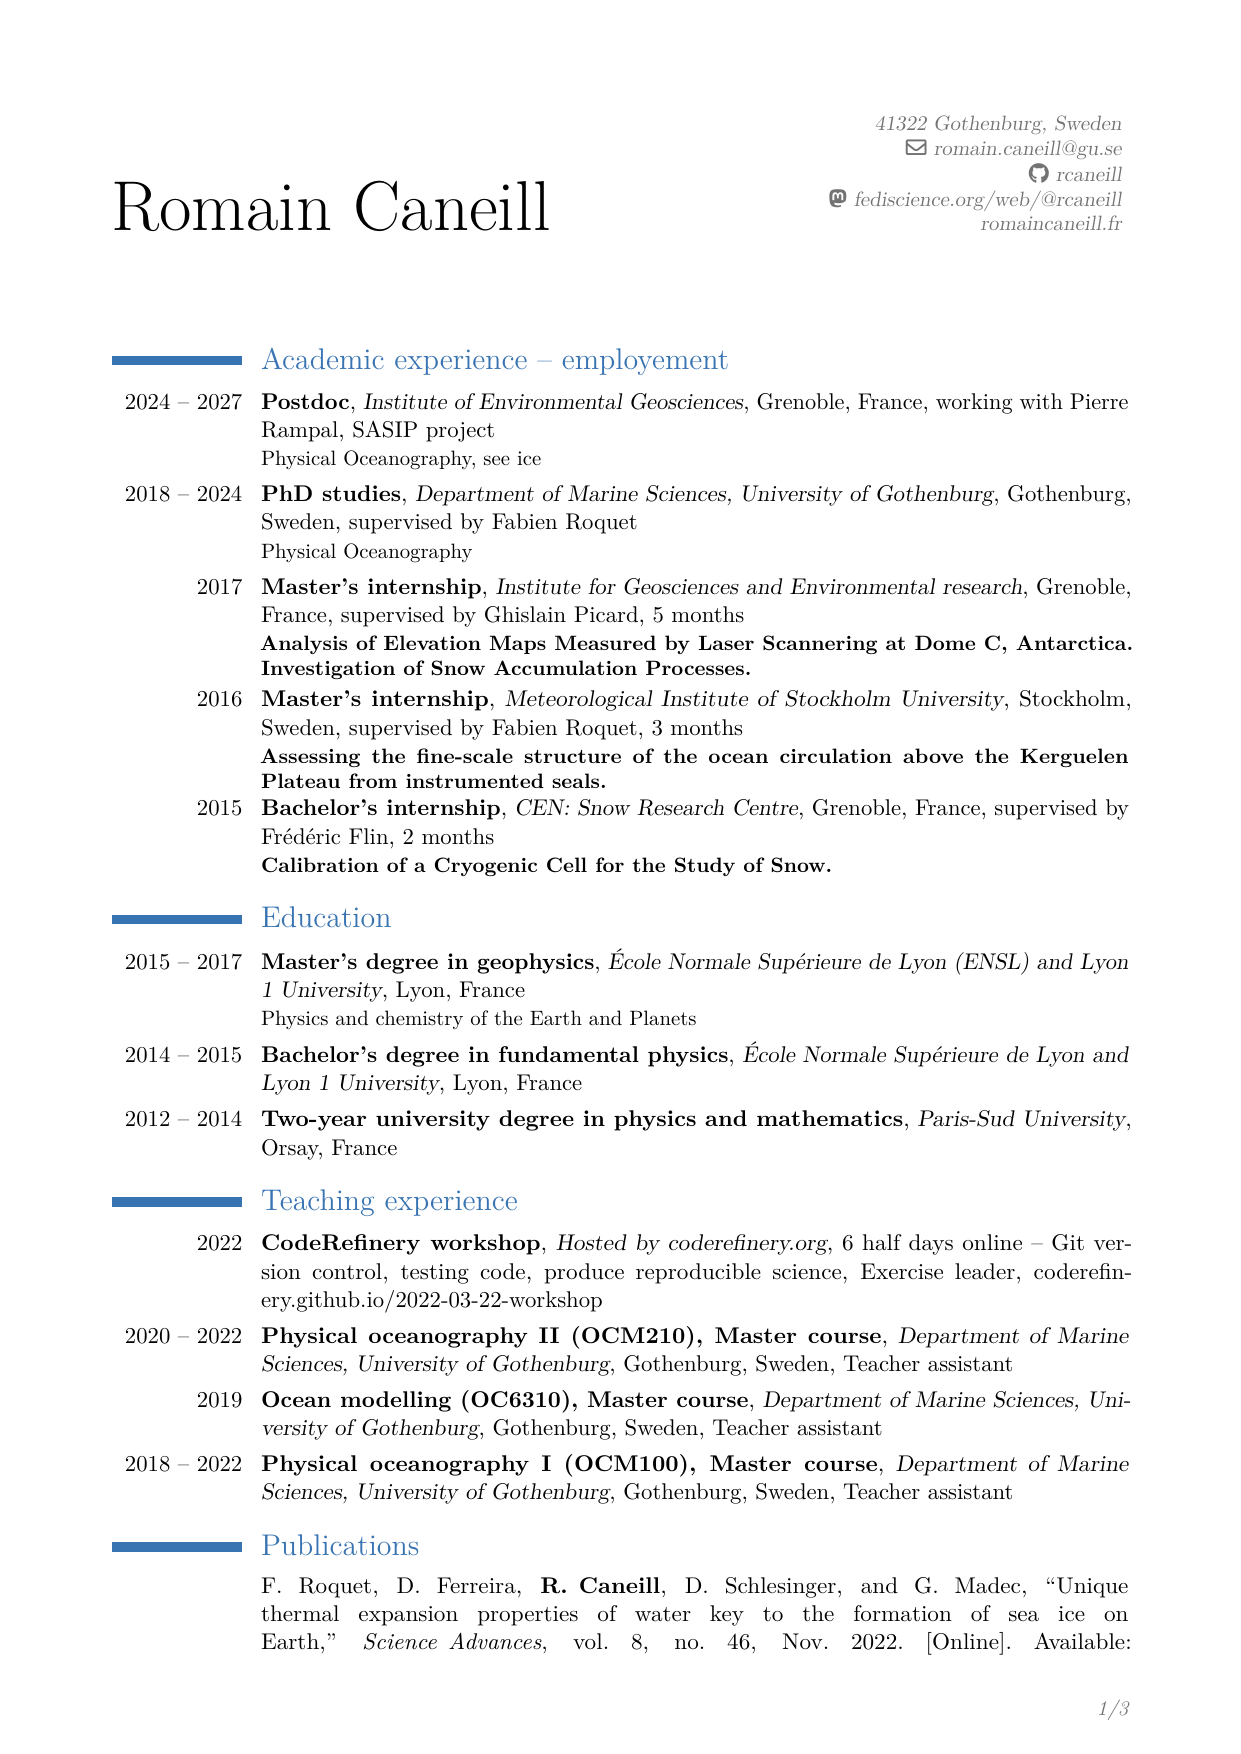 41322 Gothenburg, Sweden
romain.caneill@gu.se
rcaneill
fediscience.org/web/@rcaneill
romaincaneill.fr
Romain Caneill
Academic experience – employement
2024 – 2027 Postdoc, Institute of Environmental Geosciences, Grenoble, France, working with Pierre
Rampal, SASIP project
Physical Oceanography, see ice
2018 – 2024 PhD studies, Department of Marine Sciences, University of Gothenburg, Gothenburg,
Sweden, supervised by Fabien Roquet
Physical Oceanography
2017 Master's internship, Institute for Geosciences and Environmental research, Grenoble,
France, supervised by Ghislain Picard, 5 months
Analysis of Elevation Maps Measured by Laser Scannering at Dome C, Antarctica.
Investigation of Snow Accumulation Processes.
2016 Master's internship, Meteorological Institute of Stockholm University, Stockholm,
Sweden, supervised by Fabien Roquet, 3 months
Assessing the fine-scale structure of the ocean circulation above the Kerguelen
Plateau from instrumented seals.
2015 Bachelor's internship, CEN: Snow Research Centre, Grenoble, France, supervised by
Frédéric Flin, 2 months
Calibration of a Cryogenic Cell for the Study of Snow.
Education
2015 – 2017 Master's degree in geophysics, École Normale Supérieure de Lyon (ENSL) and Lyon
1 University, Lyon, France
Physics and chemistry of the Earth and Planets
2014 – 2015 Bachelor's degree in fundamental physics, École Normale Supérieure de Lyon and
Lyon 1 University, Lyon, France
2012 – 2014 Two-year university degree in physics and mathematics, Paris-Sud University,
Orsay, France
Teaching experience
2022 CodeRefinery workshop, Hosted by coderefinery.org, 6 half days online – Git ver-
sion control, testing code, produce reproducible science, Exercise leader, coderefin-
ery.github.io/2022-03-22-workshop
2020 – 2022 Physical oceanography II (OCM210), Master course, Department of Marine
Sciences, University of Gothenburg, Gothenburg, Sweden, Teacher assistant
2019 Ocean modelling (OC6310), Master course, Department of Marine Sciences, Uni-
versity of Gothenburg, Gothenburg, Sweden, Teacher assistant
2018 – 2022 Physical oceanography I (OCM100), Master course, Department of Marine
Sciences, University of Gothenburg, Gothenburg, Sweden, Teacher assistant
Publications
F. Roquet, D. Ferreira, R. Caneill, D. Schlesinger, and G. Madec, “Unique
thermal expansion properties of water key to the formation of sea ice on
Earth,” Science Advances, vol. 8, no. 46, Nov. 2022. [Online]. Available:
1/3